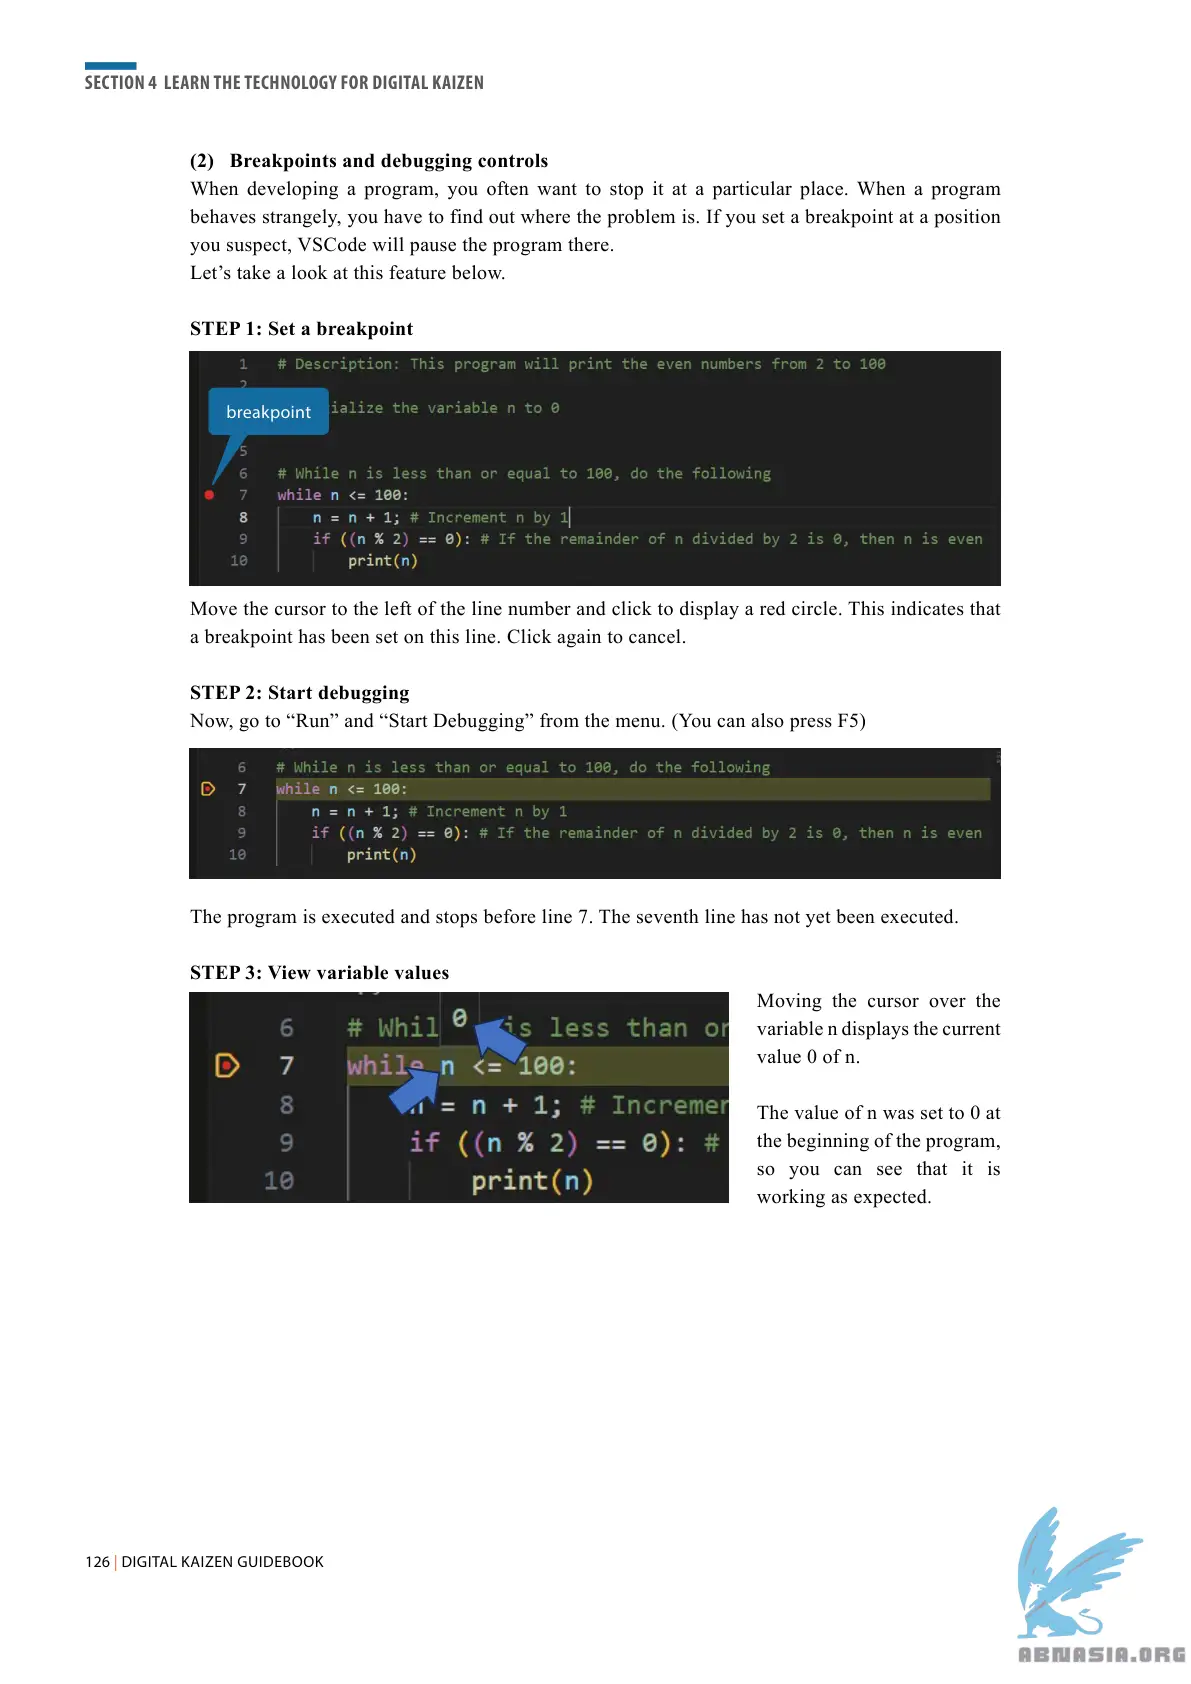 SECTION 4 LEARN THE TECHNOLOGY FOR DIGITAL KAIZEN
(2) Breakpoints and debugging controls
When developing a program, you often want to stop it at a particular place. When a program
behaves strangely, you have to find out where the problem is. If you set a breakpoint at a position
you suspect, VSCode will pause the program there.
Let’s take a look at this feature below.
STEP 1: Set a breakpoint
1 # Description: This program will print the even numbers from 2 to 100
2
breakpoint
ialize the variable n to 0
5
6 # While n is less than or equal to 100, do the following
7 while n <= 100:
8 n = n + 1; # Increment n by 1
9 if ((n % 2) == 0): # If the remainder of n divided by 2 is 0, then n is even
10 print(n)
Move the cursor to the left of the line number and click to display a red circle. This indicates that
a breakpoint has been set on this line. Click again to cancel.
STEP 2: Start debugging
Now, go to “Run” and “Start Debugging” from the menu. (You can also press F5)
6 # While n is less than or equal to 100, do the following
7 while n <= 100:
8 n = n + 1; # Increment n by 1
9 if ((n % 2) == 0): # If the remainder of n divided by 2 is 0, then n is even
10 print(n)
The program is executed and stops before line 7. The seventh line has not yet been executed.
STEP 3: View variable values
0
6 # Whil is less than or
7 while n <= 100:
8 n = n + 1; # Incremen
9 if ((n % 2) == 0): #
10 print(n)
Moving the cursor over the
variable n displays the current
value 0 of n.
The value of n was set to 0 at
the beginning of the program,
so you can see that it is
working as expected.
126 | DIGITAL KAIZEN GUIDEBOOK
ABNASIA.ORG